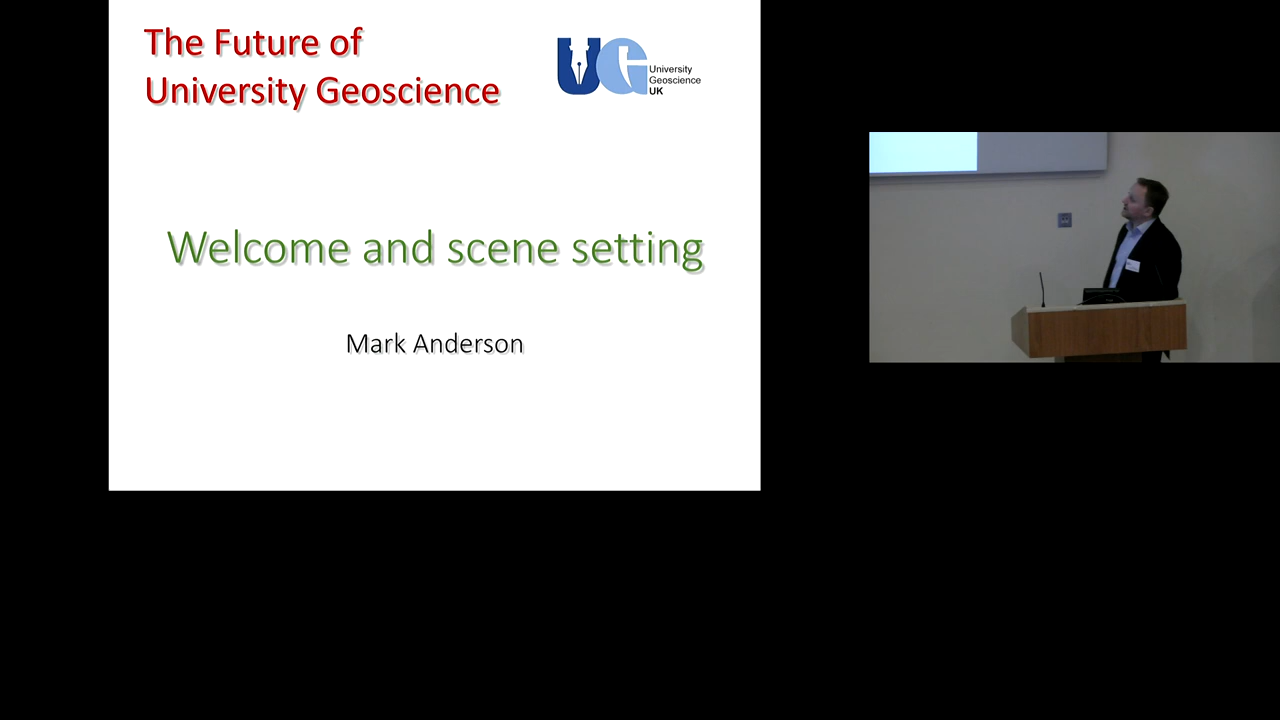 The Future of
University Geoscience
UG
University
Geoscience
UK
Welcome and scene setting
Mark Anderson